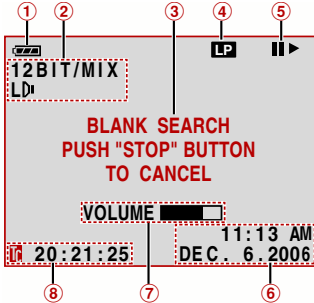 ① ② ③ ④ ⑤
LP
12BIT/MIX
L
BLANK SEARCH
PUSH "STOP" BUTTON
TO CANCEL
VOLUME
11:13 AM
20:21:25 DEC. 6.2006
⑧ ⑦ ⑥